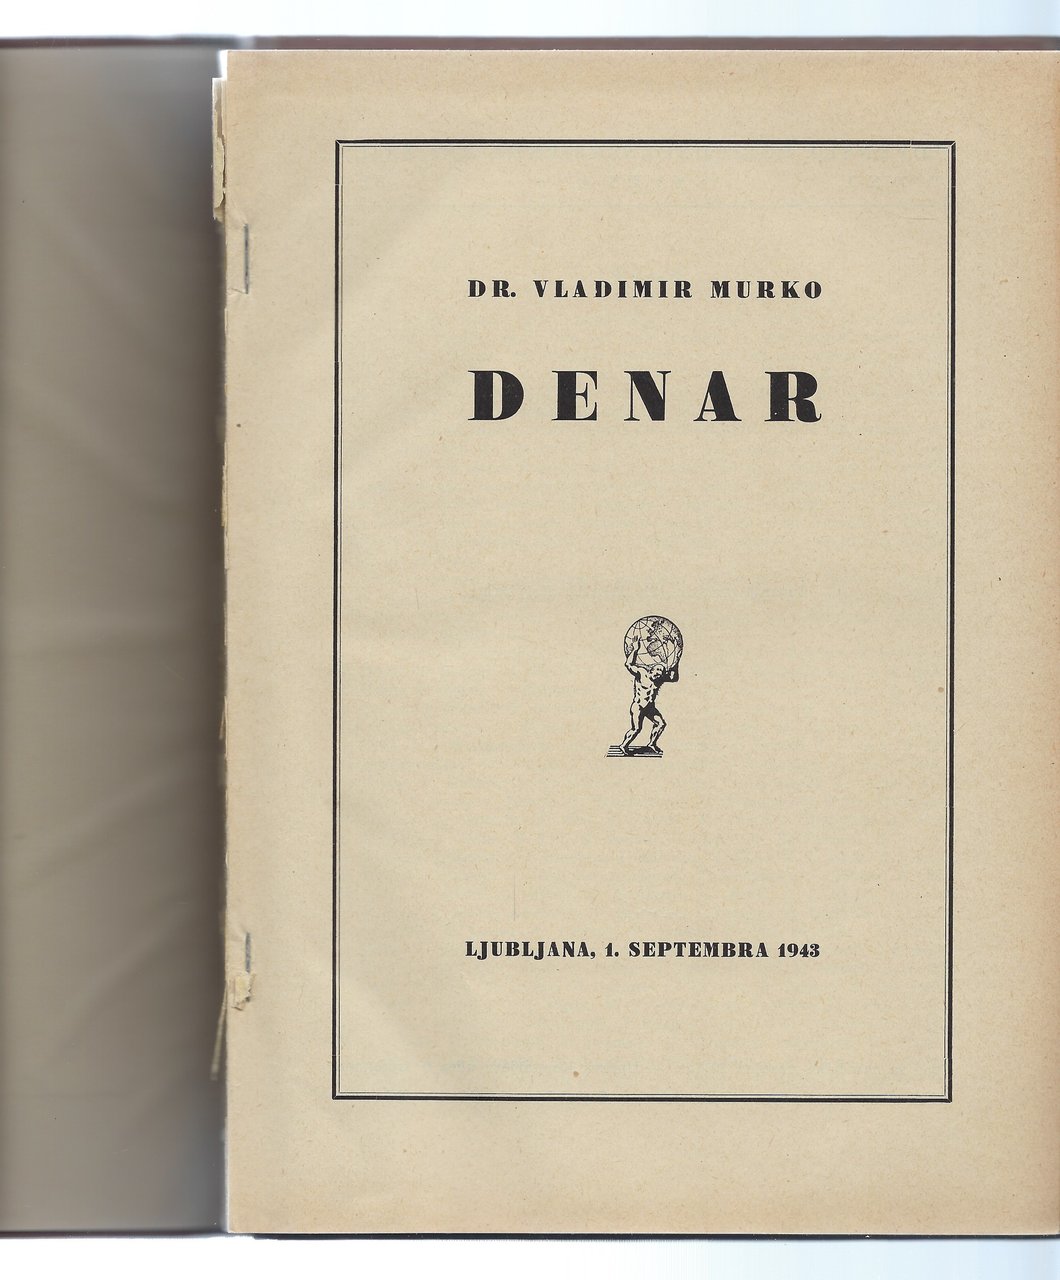 DR. VLADIMIR MURKO
DENAR
LJUBLJANA, 1. SEPTEMBRA 1943